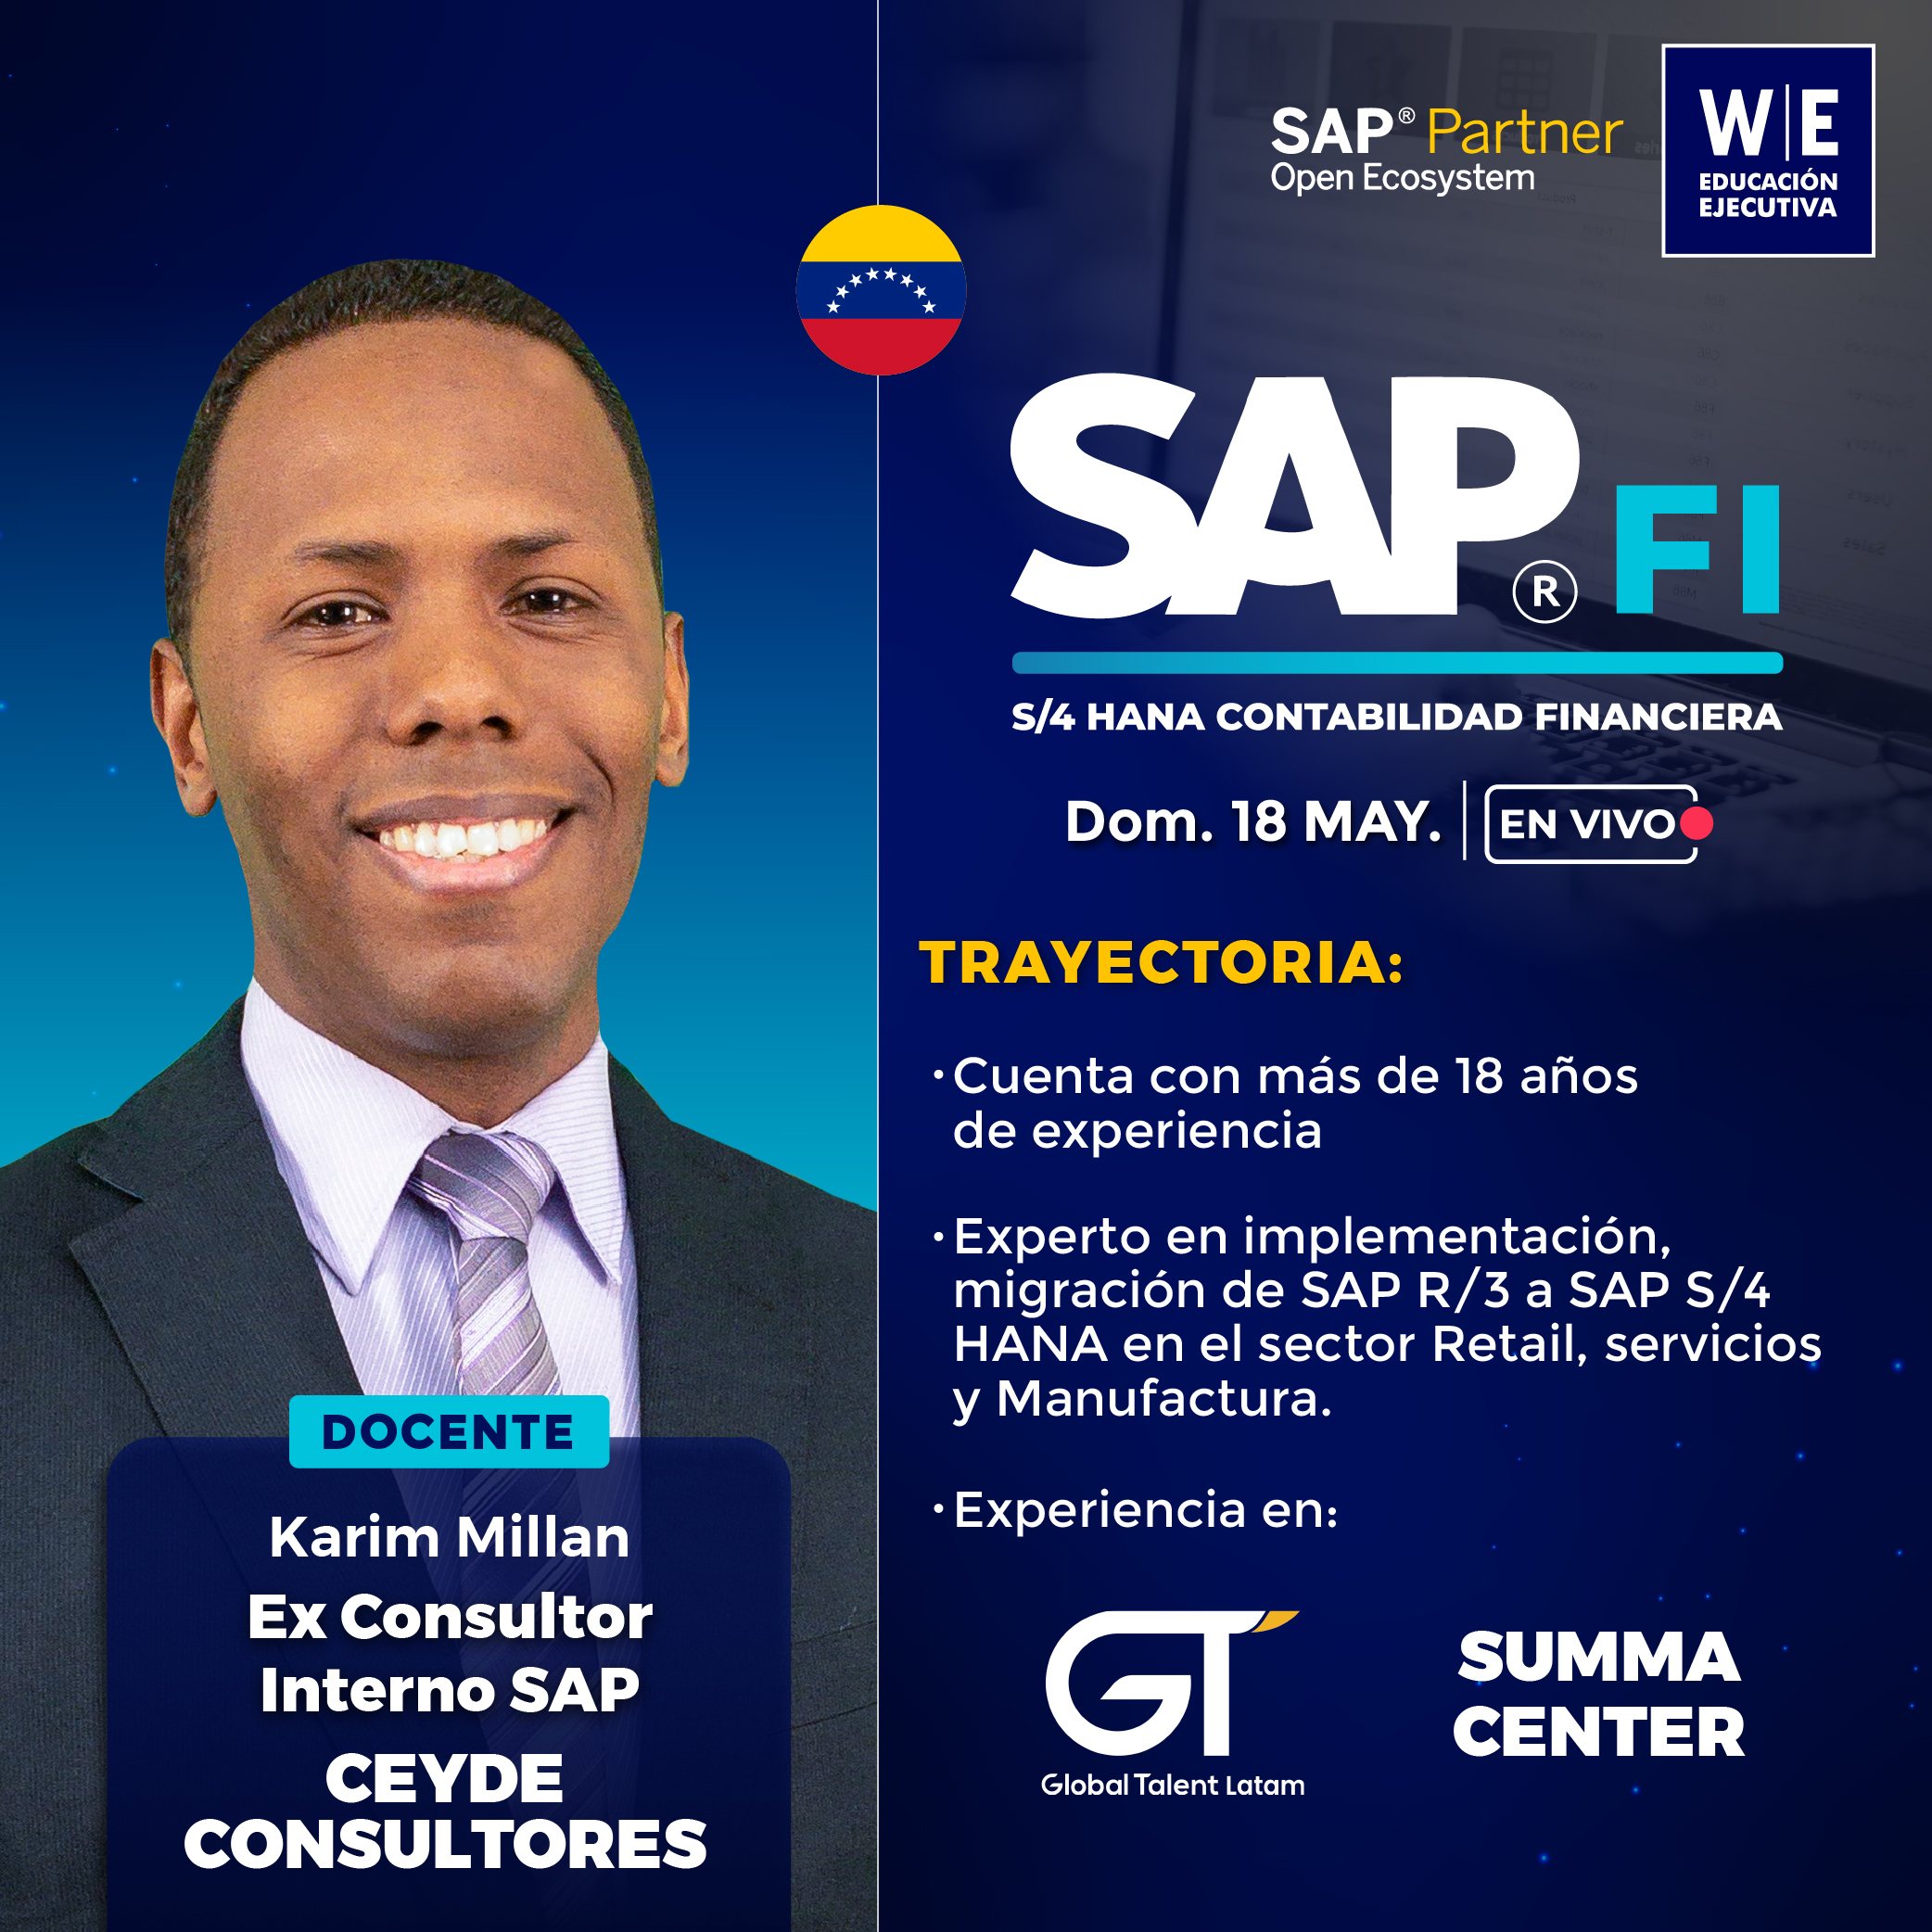 SAP® Partner
Open Ecosystem
W|E
EDUCACIÓN
EJECUTIVA
SAP® FI
S/4 HANA CONTABILIDAD FINANCIERA
Dom. 18 MAY. | EN VIVO
TRAYECTORIA:
· Cuenta con más de 18 años
de experiencia
· Experto en implementación,
migración de SAP R/3 a SAP S/4
HANA en el sector Retail, servicios
y Manufactura.
· Experiencia en:
GT
Global Talent Latam
SUMMA
CENTER
DOCENTE
Karim Millan
Ex Consultor
Interno SAP
CEYDE
CONSULTORES